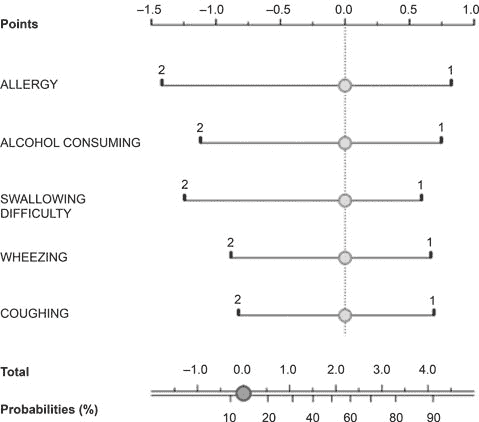 Points
−1.5 −1.0 −0.5 0.0 0.5 1.0
2 1
ALLERGY
2 1
ALCOHOL CONSUMING
2 1
SWALLOWING
DIFFICULTY
2 1
WHEEZING
2 1
COUGHING
Total
−1.0 0.0 1.0 2.0 3.0 4.0
Probabilities (%)
10 20 40 60 80 90